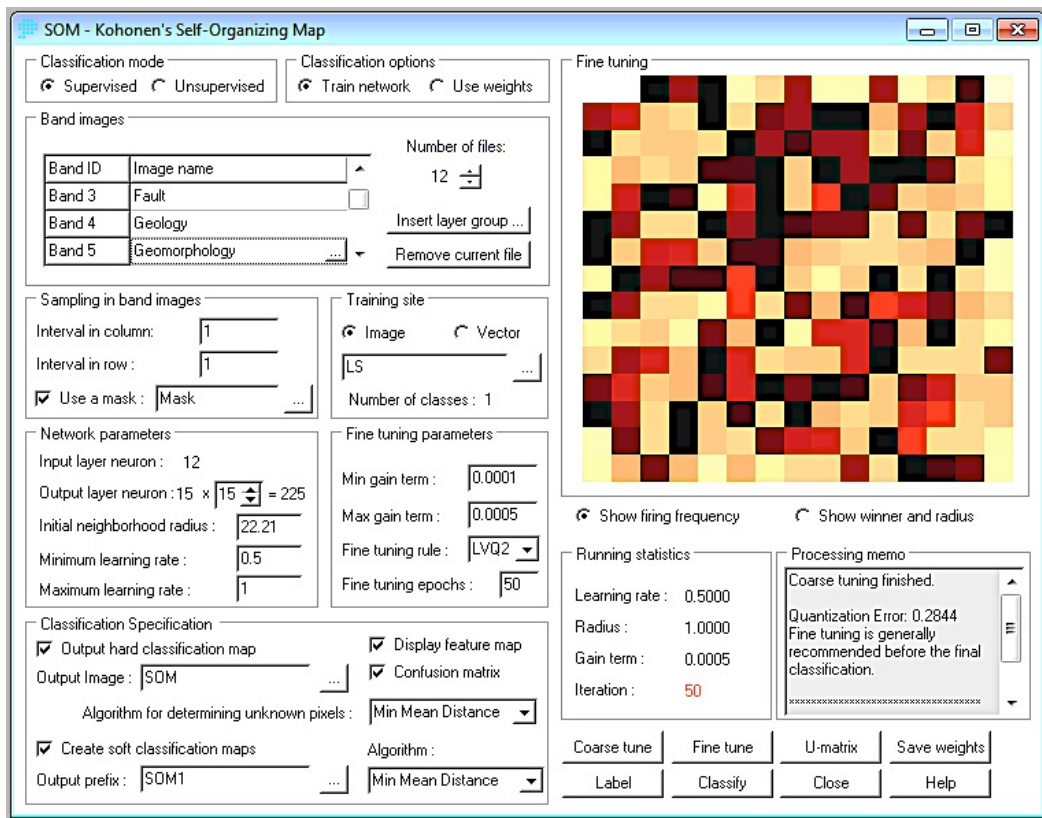 SOM - Kohonen's Self-Organizing Map
Classification mode
Supervised Unsupervised
Classification options
Train network Use weights
Band images
Band ID Image name
Band 3 Fault
Band 4 Geology
Band 5 Geomorphology ...
Number of files:
12
Insert layer group ...
Remove current file
Sampling in band images
Interval in column: 1
Interval in row : 1
Use a mask : Mask ...
Training site
Image Vector
LS ...
Number of classes : 1
Network parameters
Input layer neuron : 12
Output layer neuron : 15 x 15 = 225
Initial neighborhood radius : 22.21
Minimum learning rate : 0.5
Maximum learning rate : 1
Fine tuning parameters
Min gain term : 0.0001
Max gain term : 0.0005
Fine tuning rule : LVQ2
Fine tuning epochs : 50
Classification Specification
Output hard classification map
Display feature map
Output Image : SOM ...
Confusion matrix
Algorithm for determining unknown pixels : Min Mean Distance
Create soft classification maps
Algorithm :
Output prefix : SOM1 ...
Min Mean Distance
Fine tuning
Show firing frequency Show winner and radius
Running statistics
Learning rate : 0.5000
Radius : 1.0000
Gain term : 0.0005
Iteration : 50
Processing memo
Coarse tuning finished.
Quantization Error: 0.2844
Fine tuning is generally
recommended before the final
classification.
xxxxxxxxxxxxxxxxxxxxxxxxxxxxxxxxx
Coarse tune Fine tune U-matrix Save weights
Label Classify Close Help